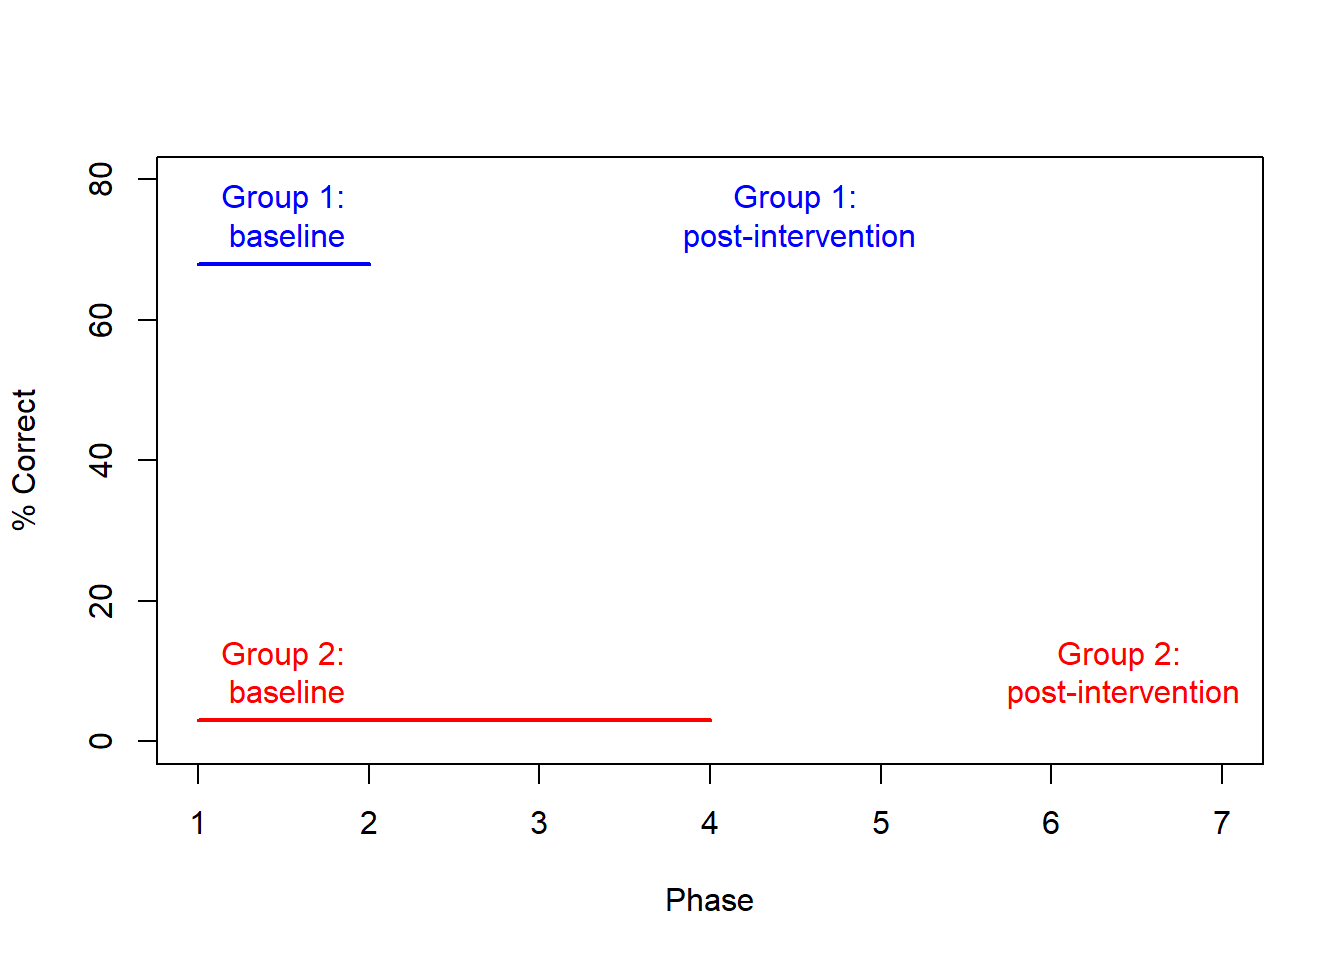 80
60
40
20
0
% Correct
Group 1:
baseline
Group 1:
post-intervention
Group 2:
baseline
Group 2:
post-intervention
1 2 3 4 5 6 7
Phase